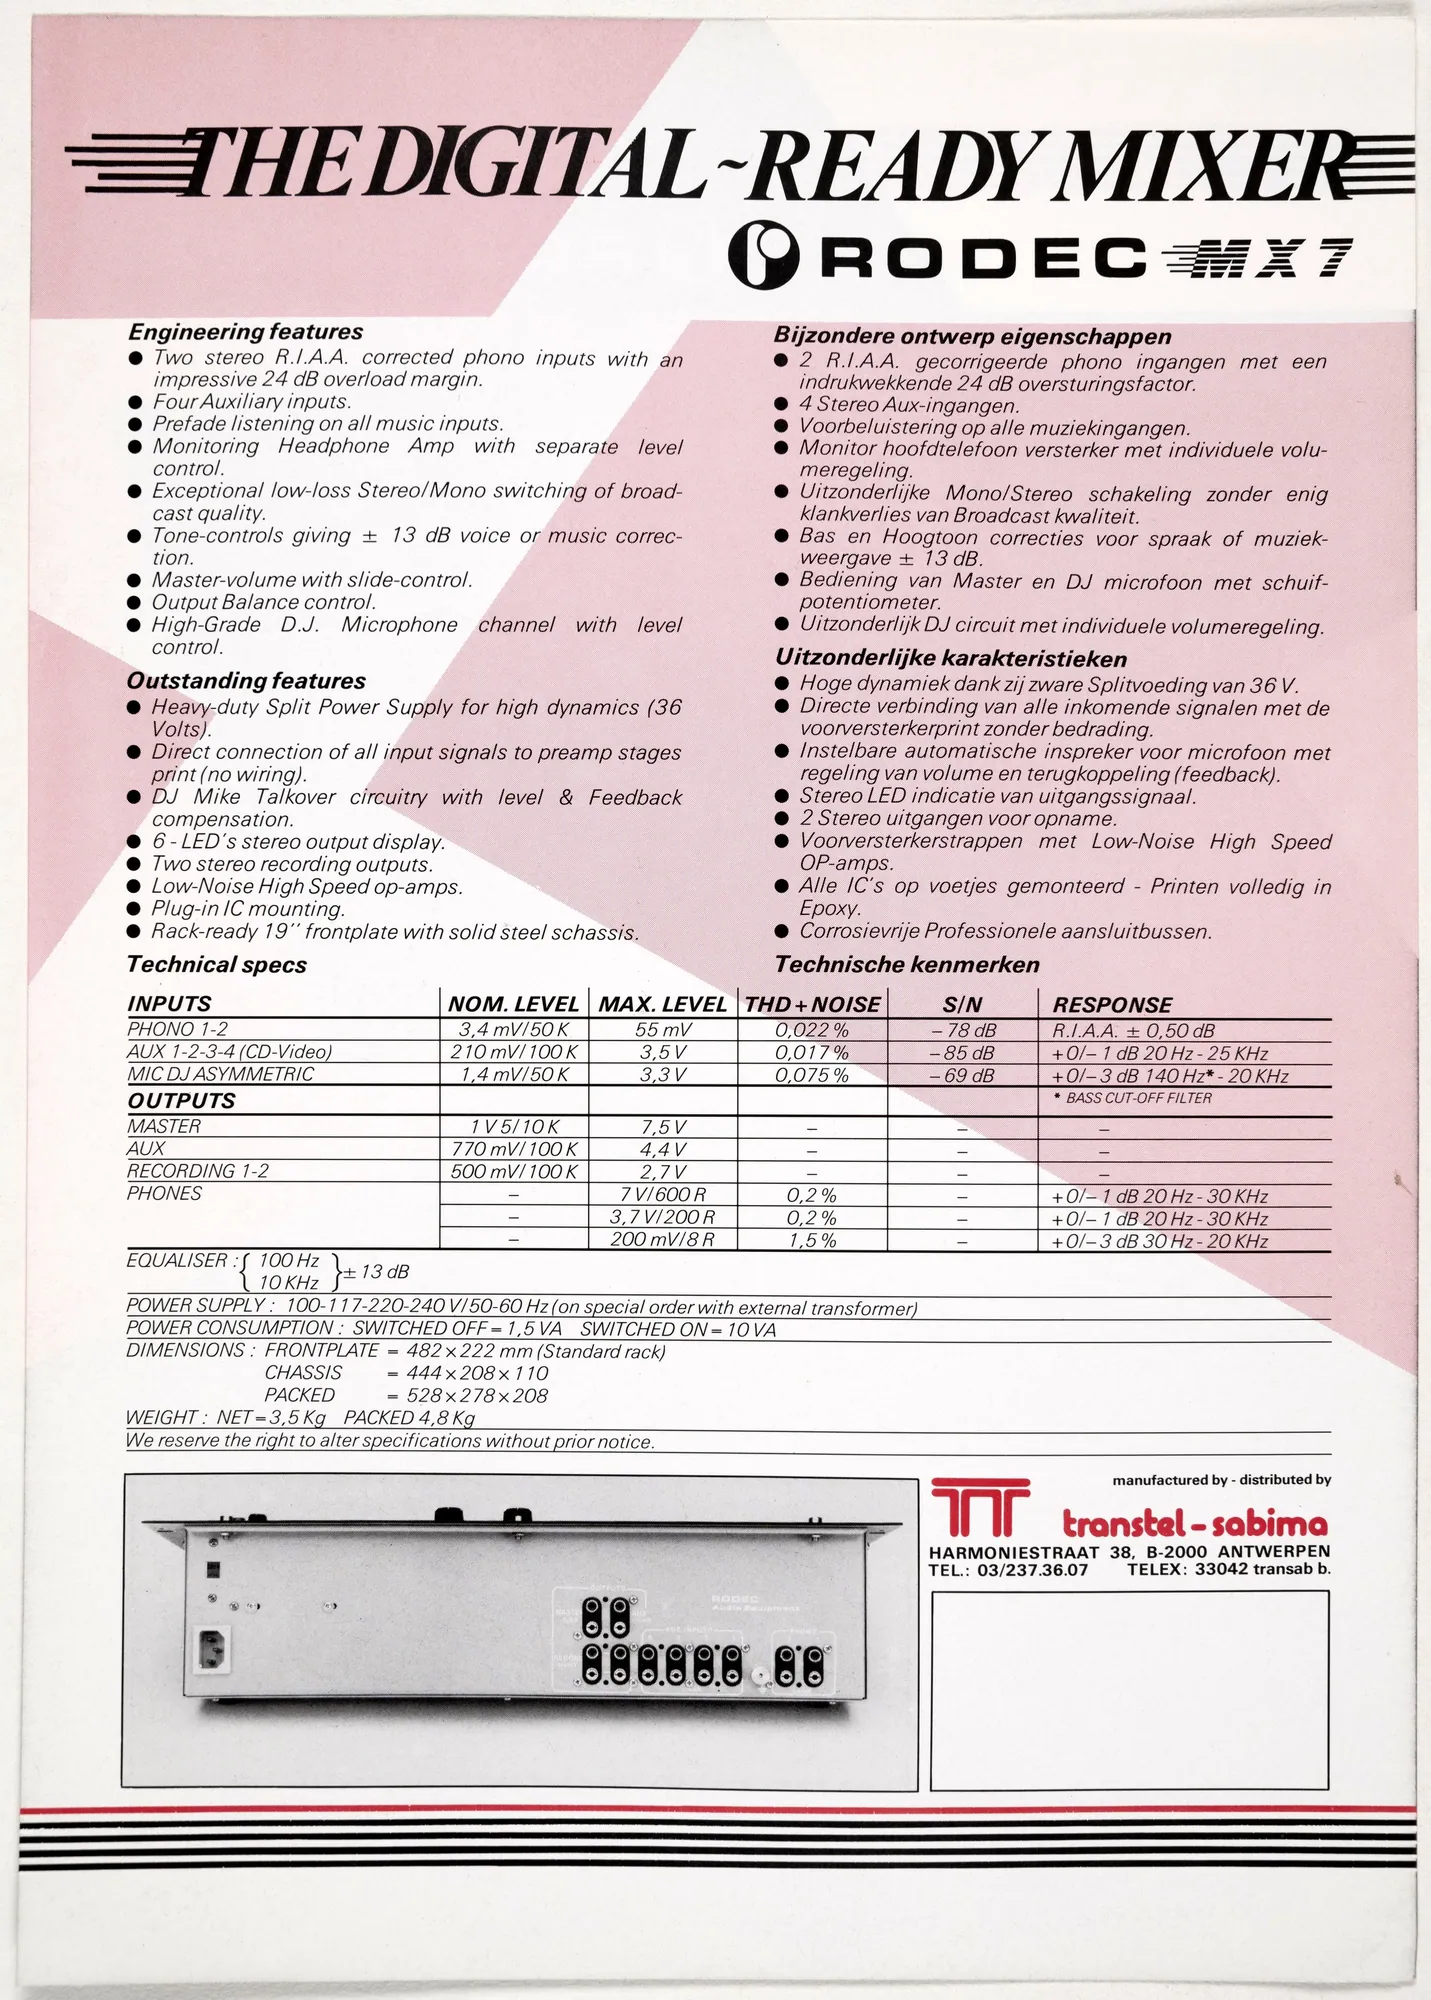 THE DIGITAL~READY MIXER
RODEC MX7
Engineering features
● Two stereo R.I.A.A. corrected phono inputs with an
impressive 24 dB overload margin.
● Four Auxiliary inputs.
● Prefade listening on all music inputs.
● Monitoring Headphone Amp with separate level
control.
● Exceptional low-loss Stereo/Mono switching of broad-
cast quality.
● Tone-controls giving ± 13 dB voice or music correc-
tion.
● Master-volume with slide-control.
● Output Balance control.
● High-Grade D.J. Microphone channel with level
control.
Outstanding features
● Heavy-duty Split Power Supply for high dynamics (36
Volts).
● Direct connection of all input signals to preamp stages
print (no wiring).
● DJ Mike Talkover circuitry with level & Feedback
compensation.
● 6 - LED's stereo output display.
● Two stereo recording outputs.
● Low-Noise High Speed op-amps.
● Plug-in IC mounting.
● Rack-ready 19'' frontplate with solid steel schassis.
Bijzondere ontwerp eigenschappen
● 2 R.I.A.A. gecorrigeerde phono ingangen met een
indrukwekkende 24 dB oversturingsfactor.
● 4 Stereo Aux-ingangen.
● Voorbeluistering op alle muziekingangen.
● Monitor hoofdtelefoon versterker met individuele volu-
meregeling.
● Uitzonderlijke Mono/Stereo schakeling zonder enig
klankverlies van Broadcast kwaliteit.
● Bas en Hoogtoon correcties voor spraak of muziek-
weergave ± 13 dB.
● Bediening van Master en DJ microfoon met schuif-
potentiometer.
● Uitzonderlijk DJ circuit met individuele volumeregeling.
Uitzonderlijke karakteristieken
● Hoge dynamiek dank zij zware Splitvoeding van 36 V.
● Directe verbinding van alle inkomende signalen met de
voorversterkerprint zonder bedrading.
● Instelbare automatische inspreker voor microfoon met
regeling van volume en terugkoppeling (feedback).
● Stereo LED indicatie van uitgangssignaal.
● 2 Stereo uitgangen voor opname.
● Voorversterkerstrappen met Low-Noise High Speed
OP-amps.
● Alle IC's op voetjes gemonteerd - Printen volledig in
Epoxy.
● Corrosievrije Professionele aansluitbussen.
Technical specs
Technische kenmerken
INPUTS NOM. LEVEL MAX. LEVEL THD + NOISE S/N RESPONSE
PHONO 1-2 3,4 mV/50 K 55 mV 0,022 % – 78 dB R.I.A.A. ± 0,50 dB
AUX 1-2-3-4 (CD-Video) 210 mV/100 K 3,5 V 0,017 % – 85 dB +0/– 1 dB 20 Hz - 25 KHz
MIC DJ ASYMMETRIC 1,4 mV/50 K 3,3 V 0,075 % – 69 dB +0/– 3 dB 140 Hz* - 20 KHz
OUTPUTS * BASS CUT-OFF FILTER
MASTER 1 V 5/10 K 7,5 V – – –
AUX 770 mV/100 K 4,4 V – – –
RECORDING 1-2 500 mV/100 K 2,7 V – – –
PHONES – 7 V/600 R 0,2 % – +0/– 1 dB 20 Hz - 30 KHz
– 3,7 V/200 R 0,2 % – +0/– 1 dB 20 Hz - 30 KHz
– 200 mV/8 R 1,5 % – +0/– 3 dB 30 Hz - 20 KHz
EQUALISER : { 100 Hz
10 KHz } ± 13 dB
POWER SUPPLY : 100-117-220-240 V/50-60 Hz (on special order with external transformer)
POWER CONSUMPTION : SWITCHED OFF = 1,5 VA SWITCHED ON = 10 VA
DIMENSIONS : FRONTPLATE = 482 × 222 mm (Standard rack)
CHASSIS = 444 × 208 × 110
PACKED = 528 × 278 × 208
WEIGHT : NET = 3,5 Kg PACKED 4,8 Kg
We reserve the right to alter specifications without prior notice.
OUTPUTS
RODEC
Audio Equipment
manufactured by - distributed by
transtel - sabima
HARMONIESTRAAT 38, B-2000 ANTWERPEN
TEL.: 03/237.36.07 TELEX: 33042 transab b.